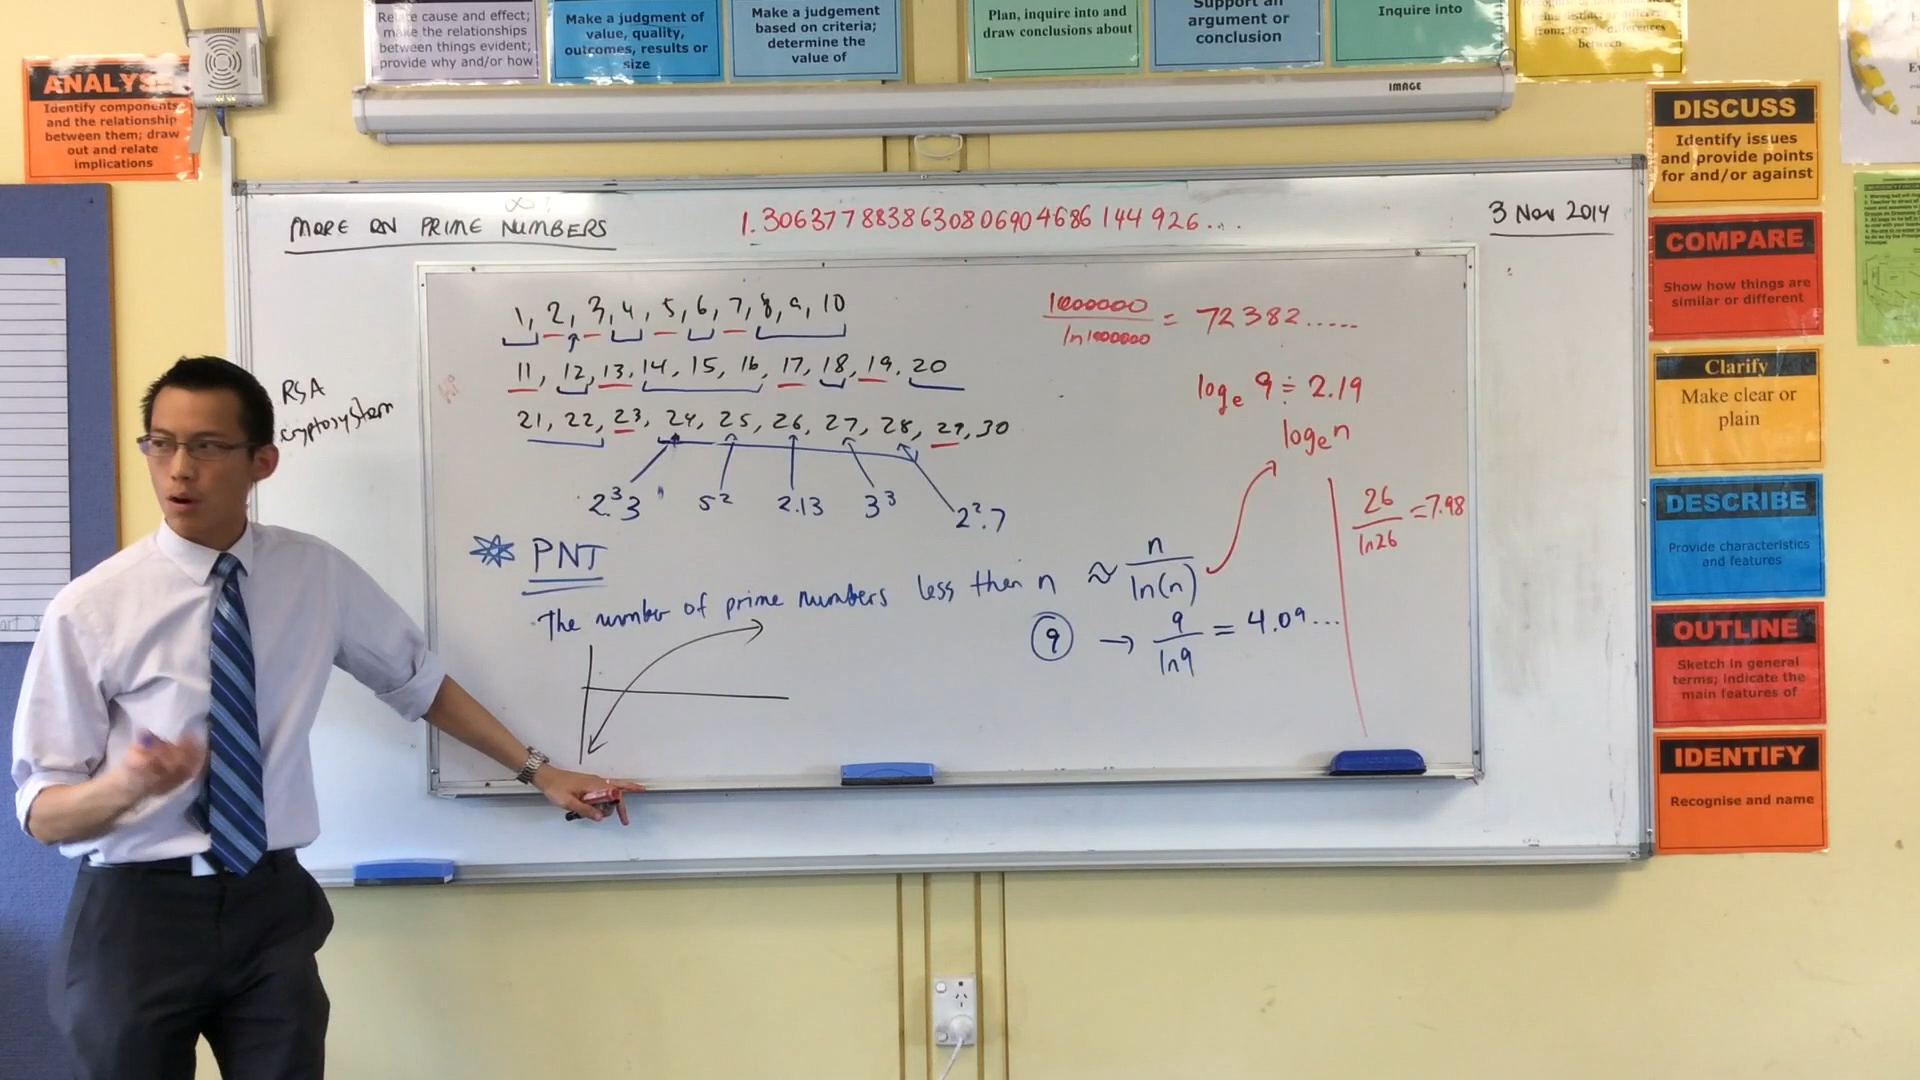 cause and effect;
make the relationships
between things evident;
provide why and/or how
Make a judgment of
value, quality,
outcomes, results or
size
Make a judgement
based on criteria;
determine the
value of
Plan, inquire into and
draw conclusions about
Support an
argument or
conclusion
Inquire into
between
IMAGE
ANALYSE
Identify components
and the relationship
between them; draw
out and relate
implications
MORE ON PRIME NUMBERS
∞
1.3063778838630806904686144926...
3 Nov 2014
1, 2, 3, 4, 5, 6, 7, 8, 9, 10
11, 12, 13, 14, 15, 16, 17, 18, 19, 20
21, 22, 23, 24, 25, 26, 27, 28, 29, 30
2³.3 5² 2.13 3³ 2².7
RSA
cryptosystem
PNT
The number of prime numbers less than n ≈ n/ln(n)
9 → 9/ln9 = 4.09...
1000000/ln1000000 = 72382.....
logₑ 9 ≑ 2.19
logₑn
26/ln26 = 7.98
DISCUSS
Identify issues
and provide points
for and/or against
COMPARE
Show how things are
similar or different
Clarify
Make clear or
plain
DESCRIBE
Provide characteristics
and features
OUTLINE
Sketch in general
terms; indicate the
main features of
IDENTIFY
Recognise and name